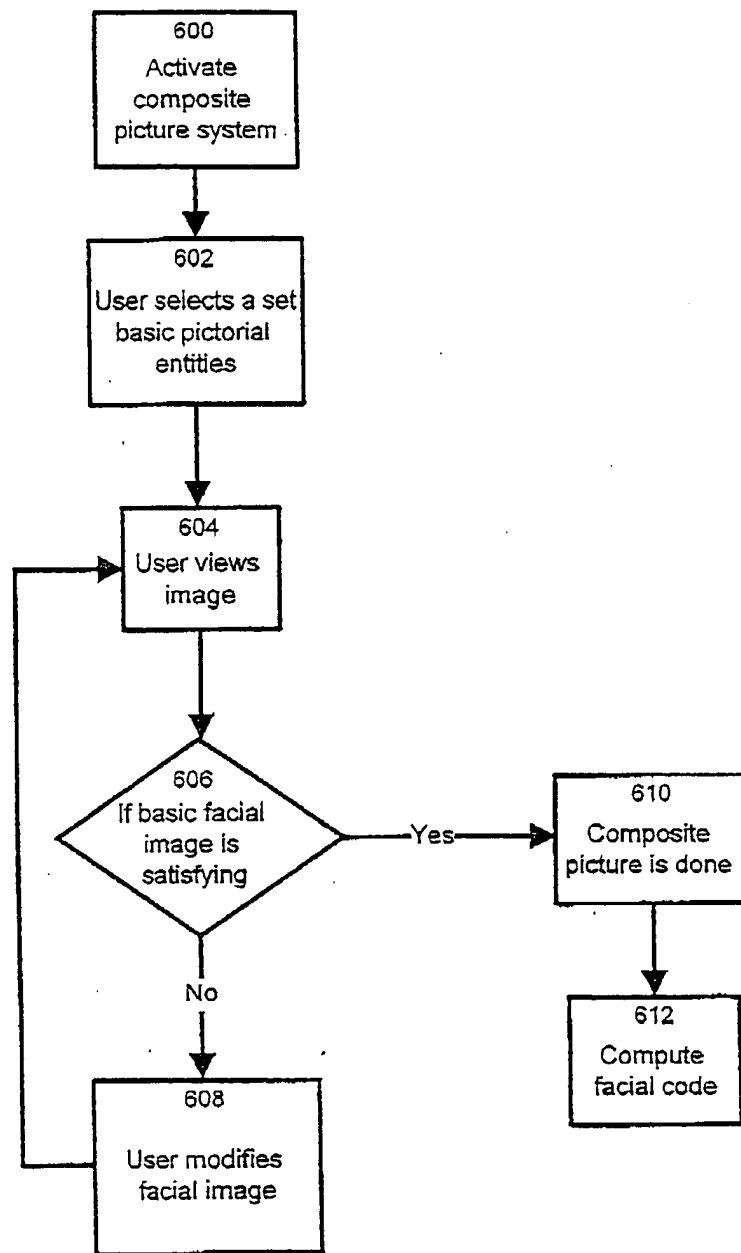 600
Activate
composite
picture system
602
User selects a set
basic pictorial
entities
604
User views
image
606
If basic facial
image is
satisfying
Yes
610
Composite
picture is done
No
612
Compute
facial code
608
User modifies
facial image